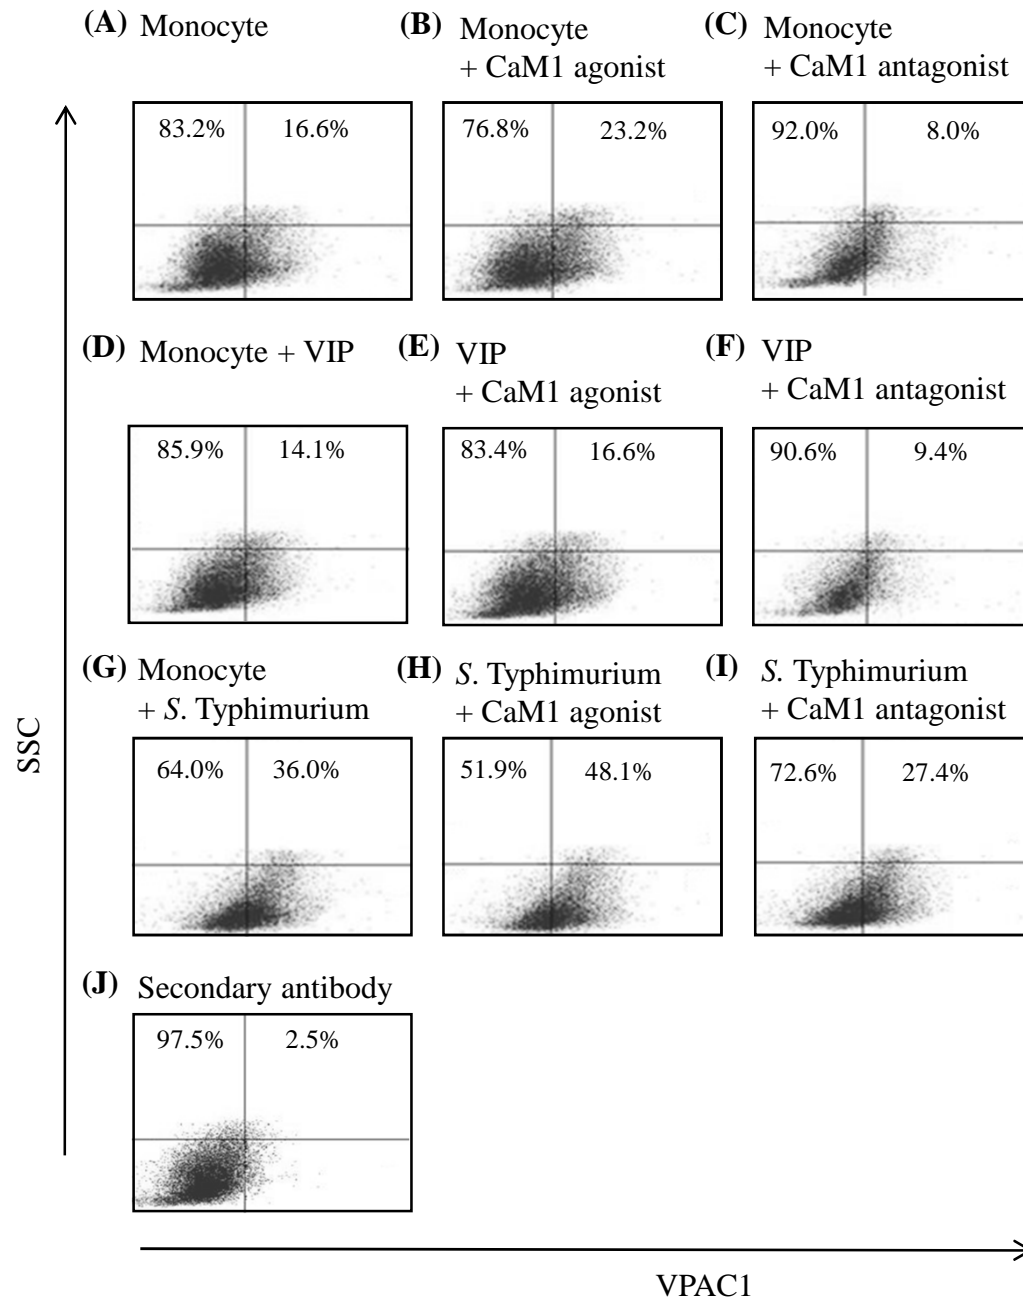 (A) Monocyte
(B) Monocyte
+ CaM1 agonist
(C) Monocyte
+ CaM1 antagonist
83.2% 16.6%
76.8% 23.2%
92.0% 8.0%
(D) Monocyte + VIP
(E) VIP
+ CaM1 agonist
(F) VIP
+ CaM1 antagonist
85.9% 14.1%
83.4% 16.6%
90.6% 9.4%
(G) Monocyte
+ S. Typhimurium
(H) S. Typhimurium
+ CaM1 agonist
(I) S. Typhimurium
+ CaM1 antagonist
64.0% 36.0%
51.9% 48.1%
72.6% 27.4%
(J) Secondary antibody
97.5% 2.5%
SSC
VPAC1